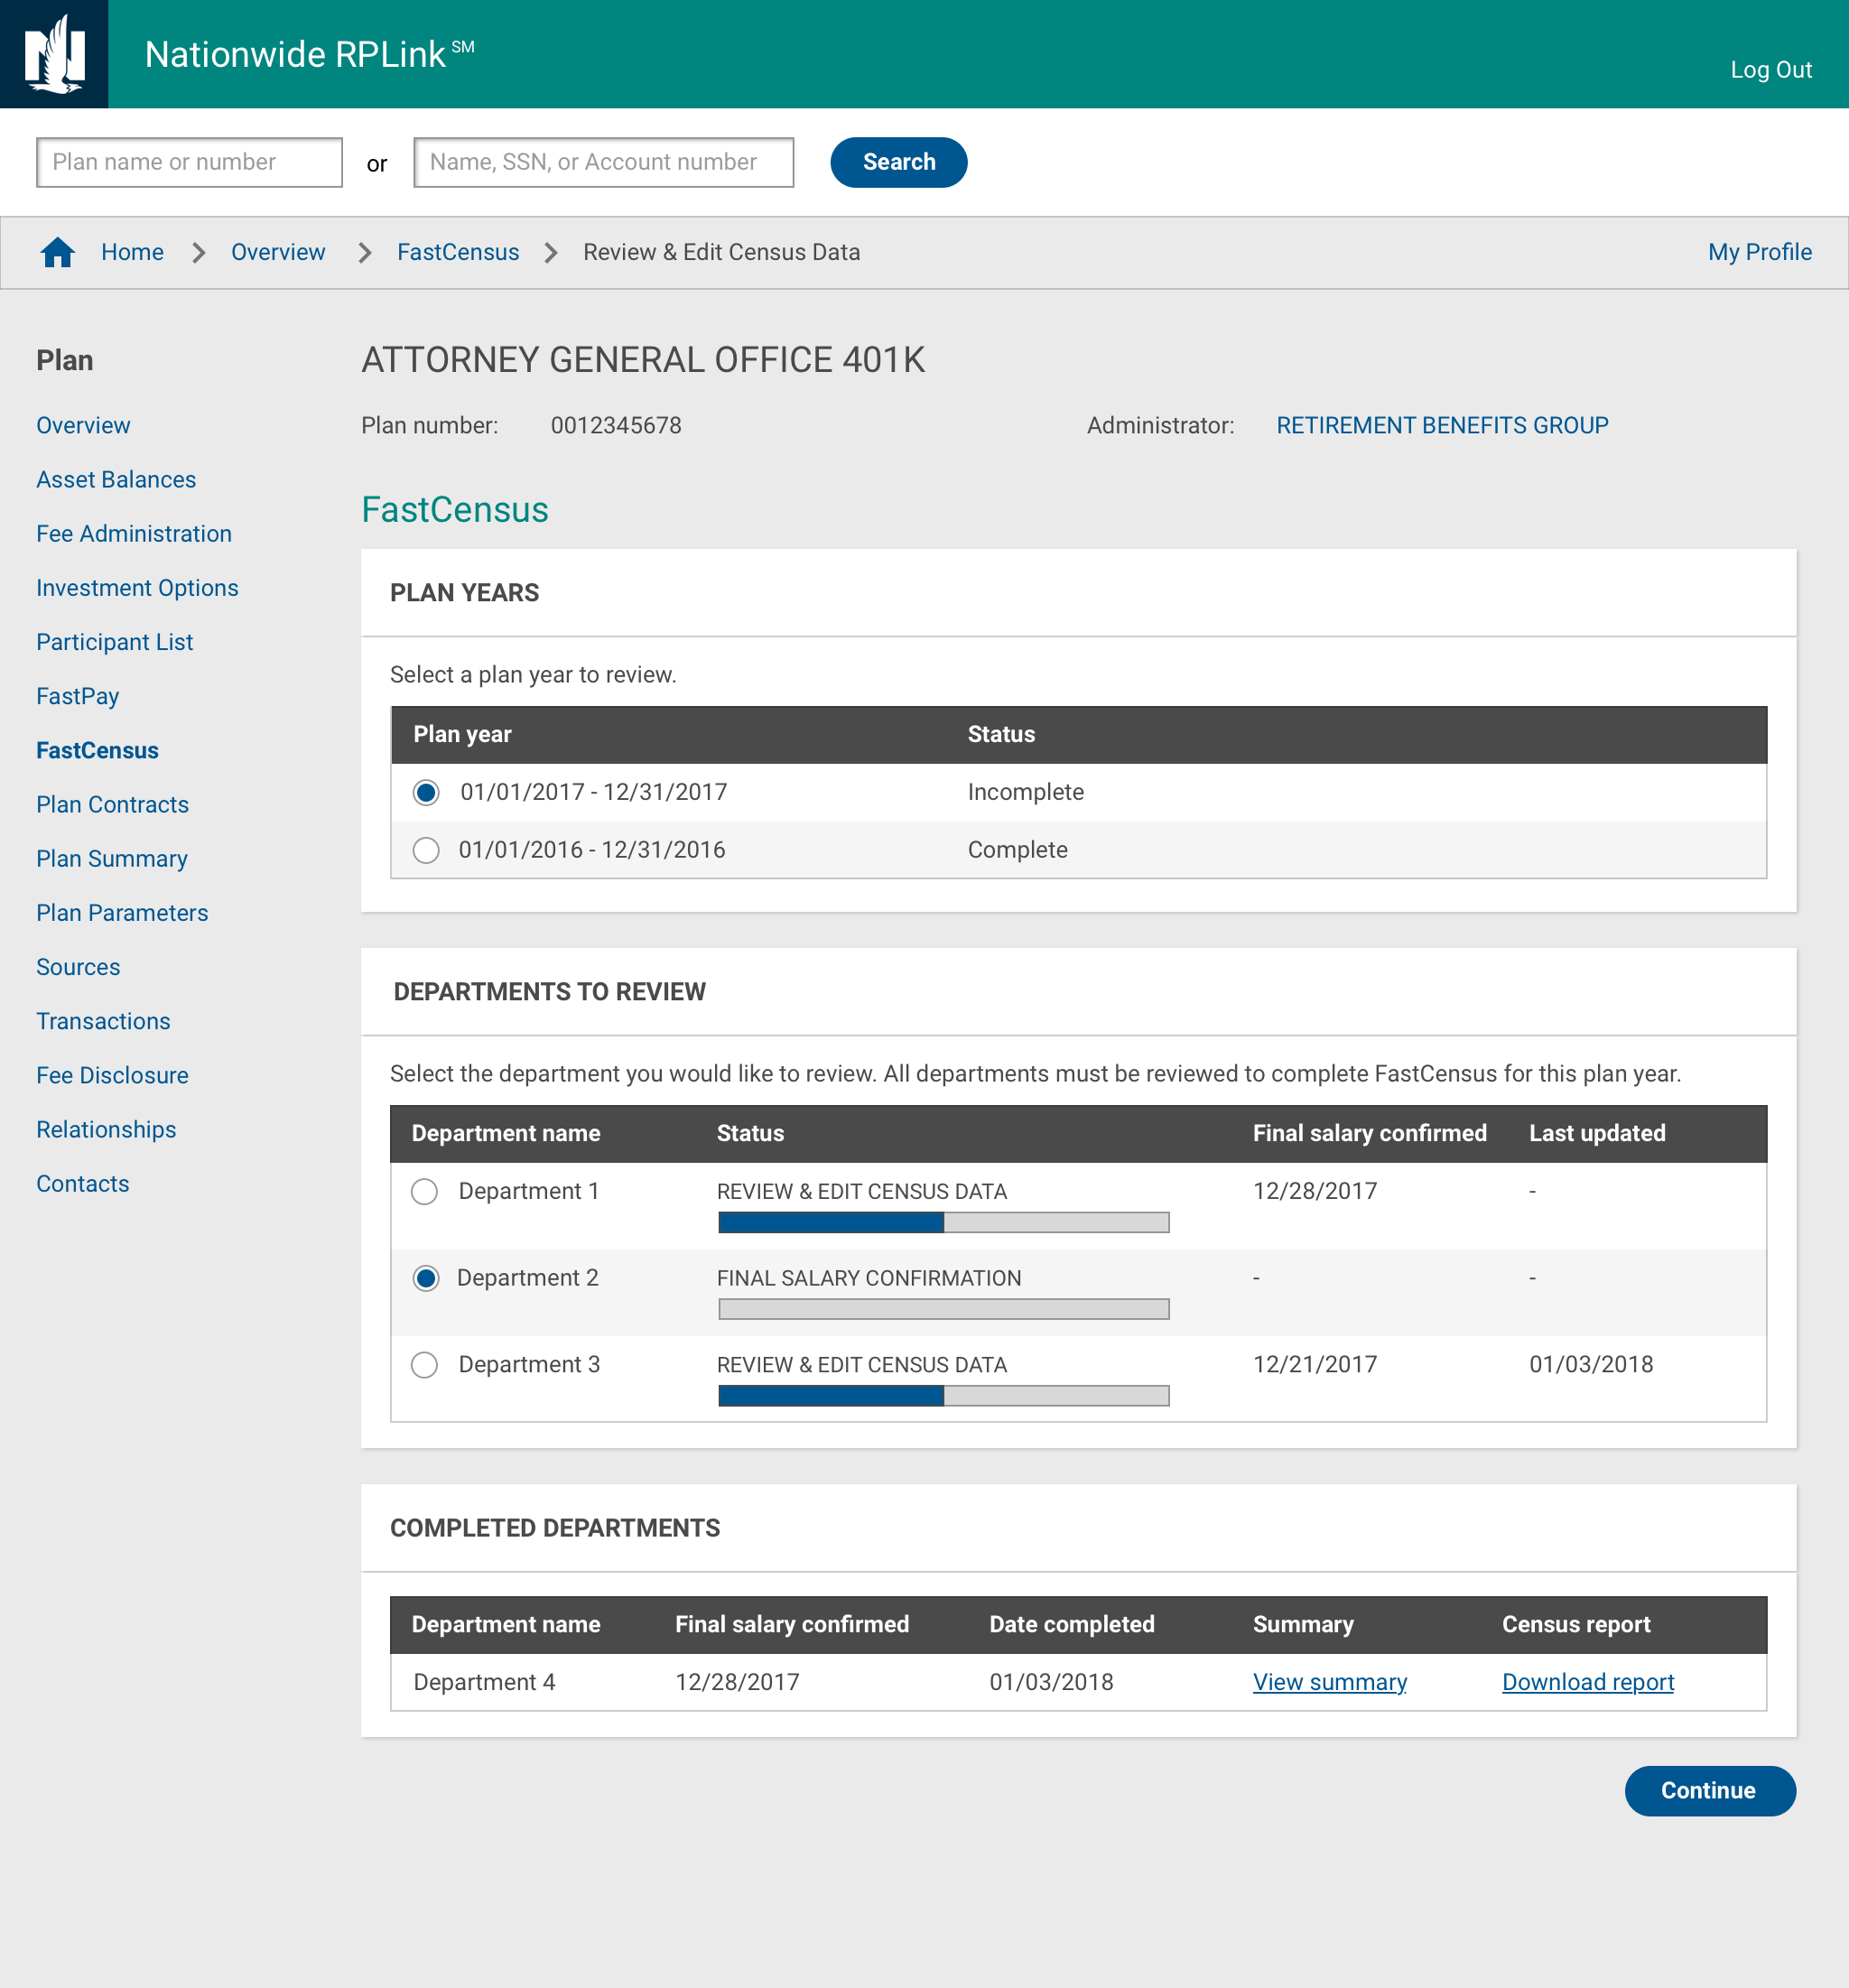 Nationwide RPLink SM
Log Out
Plan name or number or Name, SSN, or Account number Search
Home Overview FastCensus Review & Edit Census Data My Profile
Plan
Overview
Asset Balances
Fee Administration
Investment Options
Participant List
FastPay
FastCensus
Plan Contracts
Plan Summary
Plan Parameters
Sources
Transactions
Fee Disclosure
Relationships
Contacts
ATTORNEY GENERAL OFFICE 401K
Plan number: 0012345678 Administrator: RETIREMENT BENEFITS GROUP
FastCensus
PLAN YEARS
Select a plan year to review.
Plan year Status
01/01/2017 - 12/31/2017 Incomplete
01/01/2016 - 12/31/2016 Complete
DEPARTMENTS TO REVIEW
Select the department you would like to review. All departments must be reviewed to complete FastCensus for this plan year.
Department name Status Final salary confirmed Last updated
Department 1 REVIEW & EDIT CENSUS DATA 12/28/2017 -
Department 2 FINAL SALARY CONFIRMATION - -
Department 3 REVIEW & EDIT CENSUS DATA 12/21/2017 01/03/2018
COMPLETED DEPARTMENTS
Department name Final salary confirmed Date completed Summary Census report
Department 4 12/28/2017 01/03/2018 View summary Download report
Continue